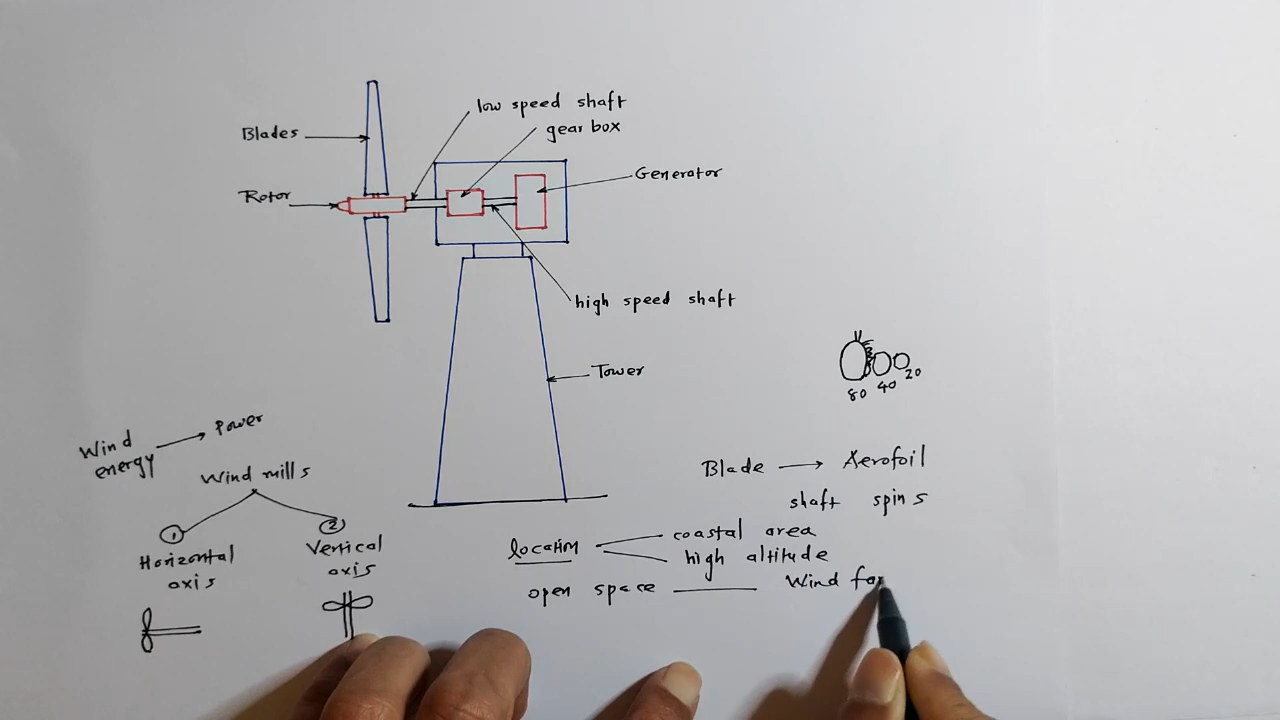 low speed shaft
gear box
Blades
Generator
Rotor
high speed shaft
Tower
80 40 20
Wind energy
Power
Wind mills
1
Horizontal
axis
2
Vertical
axis
Blade Aerofoil
shaft spins
location
coastal area
high altitude
open space Wind fa